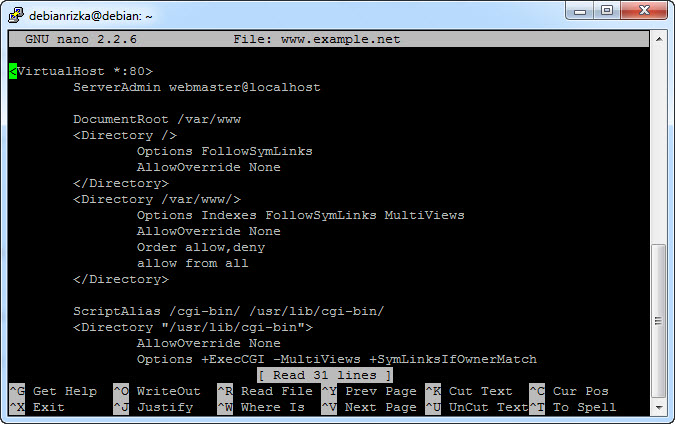 debianrizka@debian: ~
GNU nano 2.2.6 File: www.example.net
<VirtualHost *:80>
ServerAdmin webmaster@localhost
DocumentRoot /var/www
<Directory />
Options FollowSymLinks
AllowOverride None
</Directory>
<Directory /var/www/>
Options Indexes FollowSymLinks MultiViews
AllowOverride None
Order allow,deny
allow from all
</Directory>
ScriptAlias /cgi-bin/ /usr/lib/cgi-bin/
<Directory "/usr/lib/cgi-bin">
AllowOverride None
Options +ExecCGI -MultiViews +SymLinksIfOwnerMatch
[ Read 31 lines ]
^G Get Help ^O WriteOut ^R Read File ^Y Prev Page ^K Cut Text ^C Cur Pos
^X Exit ^J Justify ^W Where Is ^V Next Page ^U UnCut Text^T To Spell